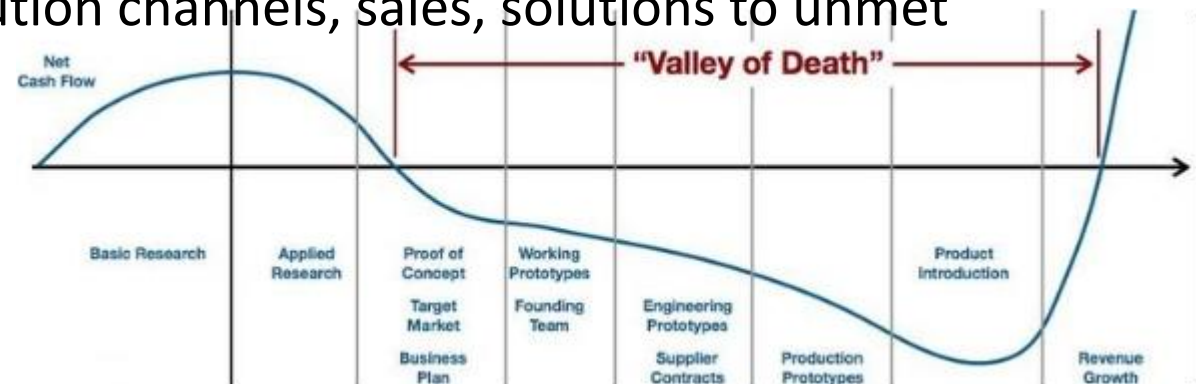 ution channels, sales, solutions to unmet
Net
Cash Flow
“Valley of Death”
Basic Research
Applied
Research
Proof of
Concept
Target
Market
Business
Plan
Working
Prototypes
Founding
Team
Engineering
Prototypes
Supplier
Contracts
Production
Prototypes
Product
Introduction
Revenue
Growth